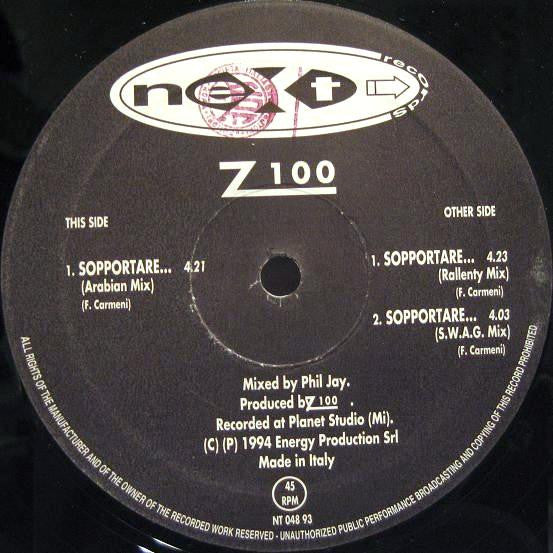 next
records
Z 100
THIS SIDE
1. SOPPORTARE... 4.21
(Arabian Mix)
(F. Carmeni)
OTHER SIDE
1. SOPPORTARE... 4.23
(Rallenty Mix)
(F. Carmeni)
2. SOPPORTARE... 4.03
(S.W.A.G. Mix)
(F. Carmeni)
Mixed by Phil Jay.
Produced by Z 100 .
Recorded at Planet Studio (Mi).
(C) (P) 1994 Energy Production Srl
Made in Italy
45
RPM
NT 048 93
ALL RIGHTS OF THE MANUFACTURER AND OF THE OWNER OF THE RECORDED WORK RESERVED - UNAUTHORIZED PUBLIC PERFORMANCE BROADCASTING AND COPYING OF THIS RECORD PROHIBITED